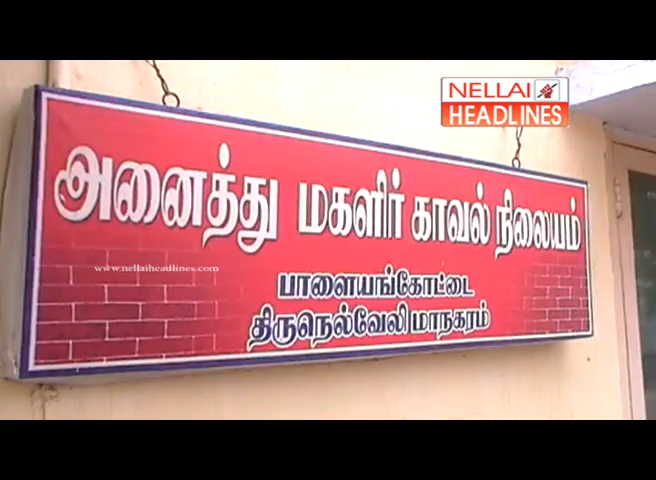 NELLAI
HEADLINES
அனைத்து மகளிர் காவல் நிலையம்
www.nellaiheadlines.com
பாளையங்கோட்டை
திருநெல்வேலி மாநகரம்